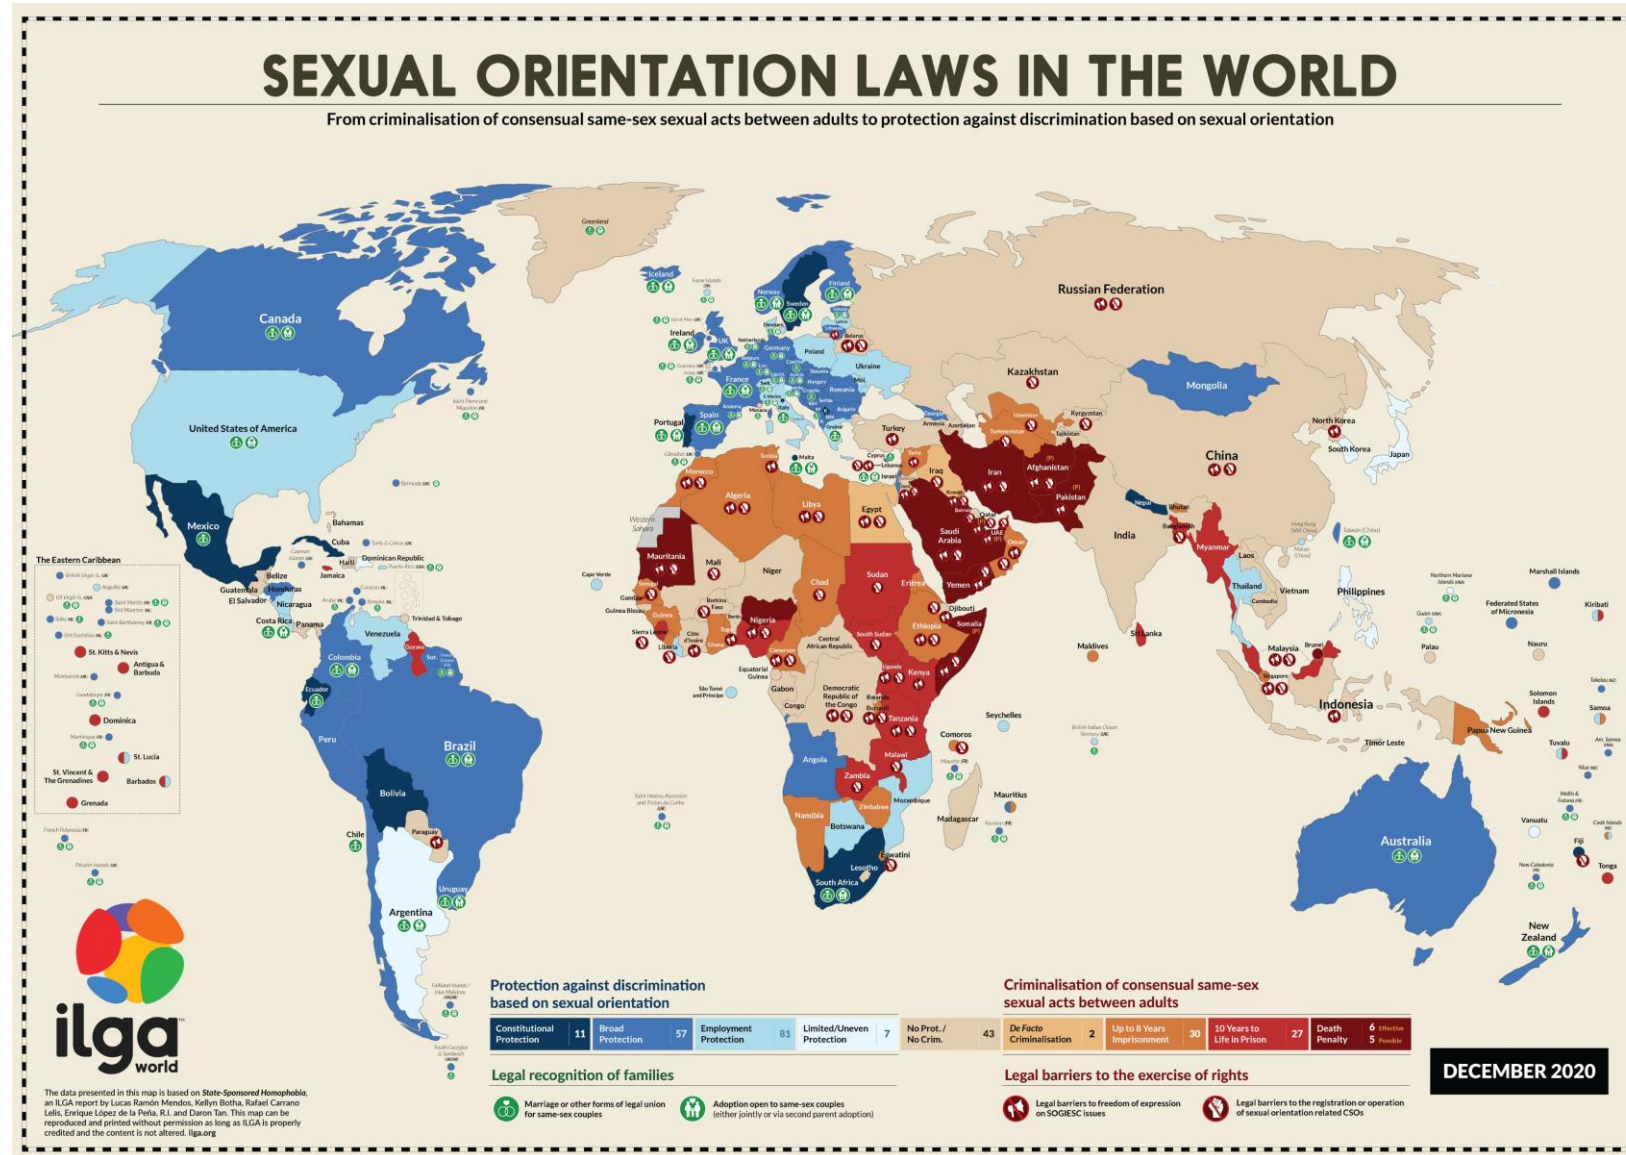 SEXUAL ORIENTATION LAWS IN THE WORLD
From criminalisation of consensual same-sex sexual acts between adults to protection against discrimination based on sexual orientation
Greenland
Iceland
Norway
Sweden
Finland
Russian Federation
Canada
Ireland
UK
Germany
Poland
Belarus
Ukraine
France
Romania
Kazakhstan
Mongolia
United States of America
Portugal
Spain
Italy
Turkey
Kyrgyzstan
North Korea
South Korea
Japan
China
Malta
Cyprus
Lebanon
Israel
Syria
Iraq
Iran
Afghanistan
Pakistan
(P)
(P)
Morocco
Tunisia
Algeria
Libya
Egypt
Western
Sahara
Saudi
Arabia
Qatar
UAE
(P)
Oman
Yemen
Nepal
Bhutan
India
Myanmar
Laos
Thailand
Vietnam
Cambodia
Philippines
Mexico
Bahamas
Cuba
Haiti
Dominican Republic
Jamaica
Belize
Guatemala
Honduras
El Salvador
Nicaragua
Costa Rica
Panama
Trinidad & Tobago
Venezuela
Guyana
Sur.
Colombia
Ecuador
Peru
Brazil
Bolivia
Paraguay
Chile
Argentina
Uruguay
The Eastern Caribbean
St. Kitts & Nevis
Antigua &
Barbuda
Dominica
St. Lucia
St. Vincent &
The Grenadines
Barbados
Grenada
Cape Verde
Mauritania
Mali
Niger
Chad
Sudan
Eritrea
Djibouti
Somalia
(P)
Senegal
Gambia
Guinea Bissau
Guinea
Sierra Leone
Liberia
Côte
d'Ivoire
Burkina
Faso
Ghana
Togo
Benin
Nigeria
Cameroon
Central
African Republic
South Sudan
Ethiopia
Equatorial
Guinea
São Tomé
and Príncipe
Gabon
Congo
Democratic
Republic of
the Congo
Uganda
Kenya
Rwanda
Burundi
Tanzania
Seychelles
Comoros
Angola
Zambia
Malawi
Mozambique
Zimbabwe
Namibia
Botswana
Madagascar
Mauritius
Eswatini
Lesotho
South Africa
Maldives
Sri Lanka
Malaysia
Brunei
Singapore
Indonesia
Timor Leste
Papua New Guinea
Australia
New
Zealand
Marshall Islands
Federated States
of Micronesia
Kiribati
Palau
Nauru
Solomon
Islands
Samoa
Tuvalu
Vanuatu
Fiji
Tonga
ilga
world
The data presented in this map is based on State-Sponsored Homophobia,
an ILGA report by Lucas Ramón Mendos, Kellyn Botha, Rafael Carrano
Lelis, Enrique López de la Peña, R.I. and Daron Tan. This map can be
reproduced and printed without permission as long as ILGA is properly
credited and the content is not altered. ilga.org
Protection against discrimination
based on sexual orientation
Constitutional
Protection 11
Broad
Protection 57
Employment
Protection 81
Limited/Uneven
Protection 7
No Prot. /
No Crim. 43
Criminalisation of consensual same-sex
sexual acts between adults
De Facto
Criminalisation 2
Up to 8 Years
Imprisonment 30
10 Years to
Life in Prison 27
Death
Penalty
6 Effective
5 Possible
Legal recognition of families
Marriage or other forms of legal union
for same-sex couples
Adoption open to same-sex couples
(either jointly or via second parent adoption)
Legal barriers to the exercise of rights
Legal barriers to freedom of expression
on SOGIESC issues
Legal barriers to the registration or operation
of sexual orientation related CSOs
DECEMBER 2020